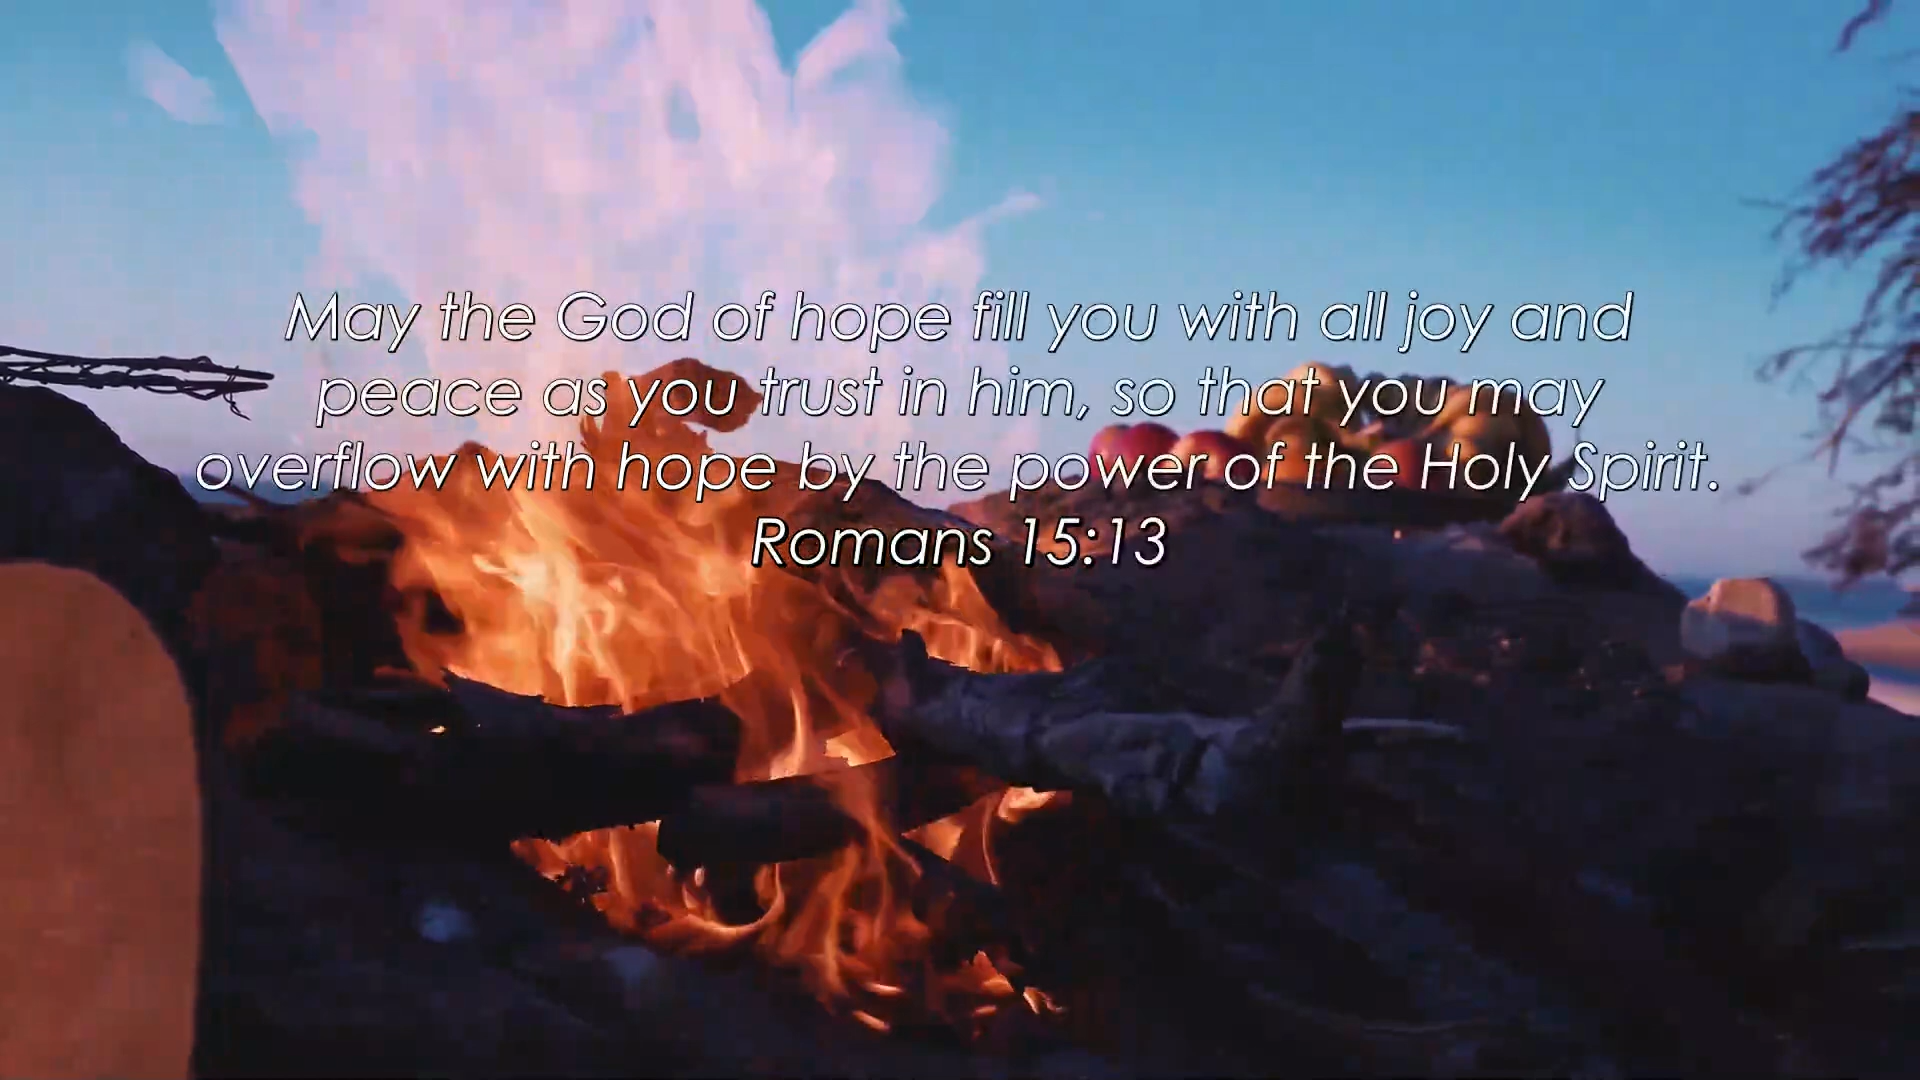 May the God of hope fill you with all joy and
peace as you trust in him, so that you may
overflow with hope by the power of the Holy Spirit.
Romans 15:13